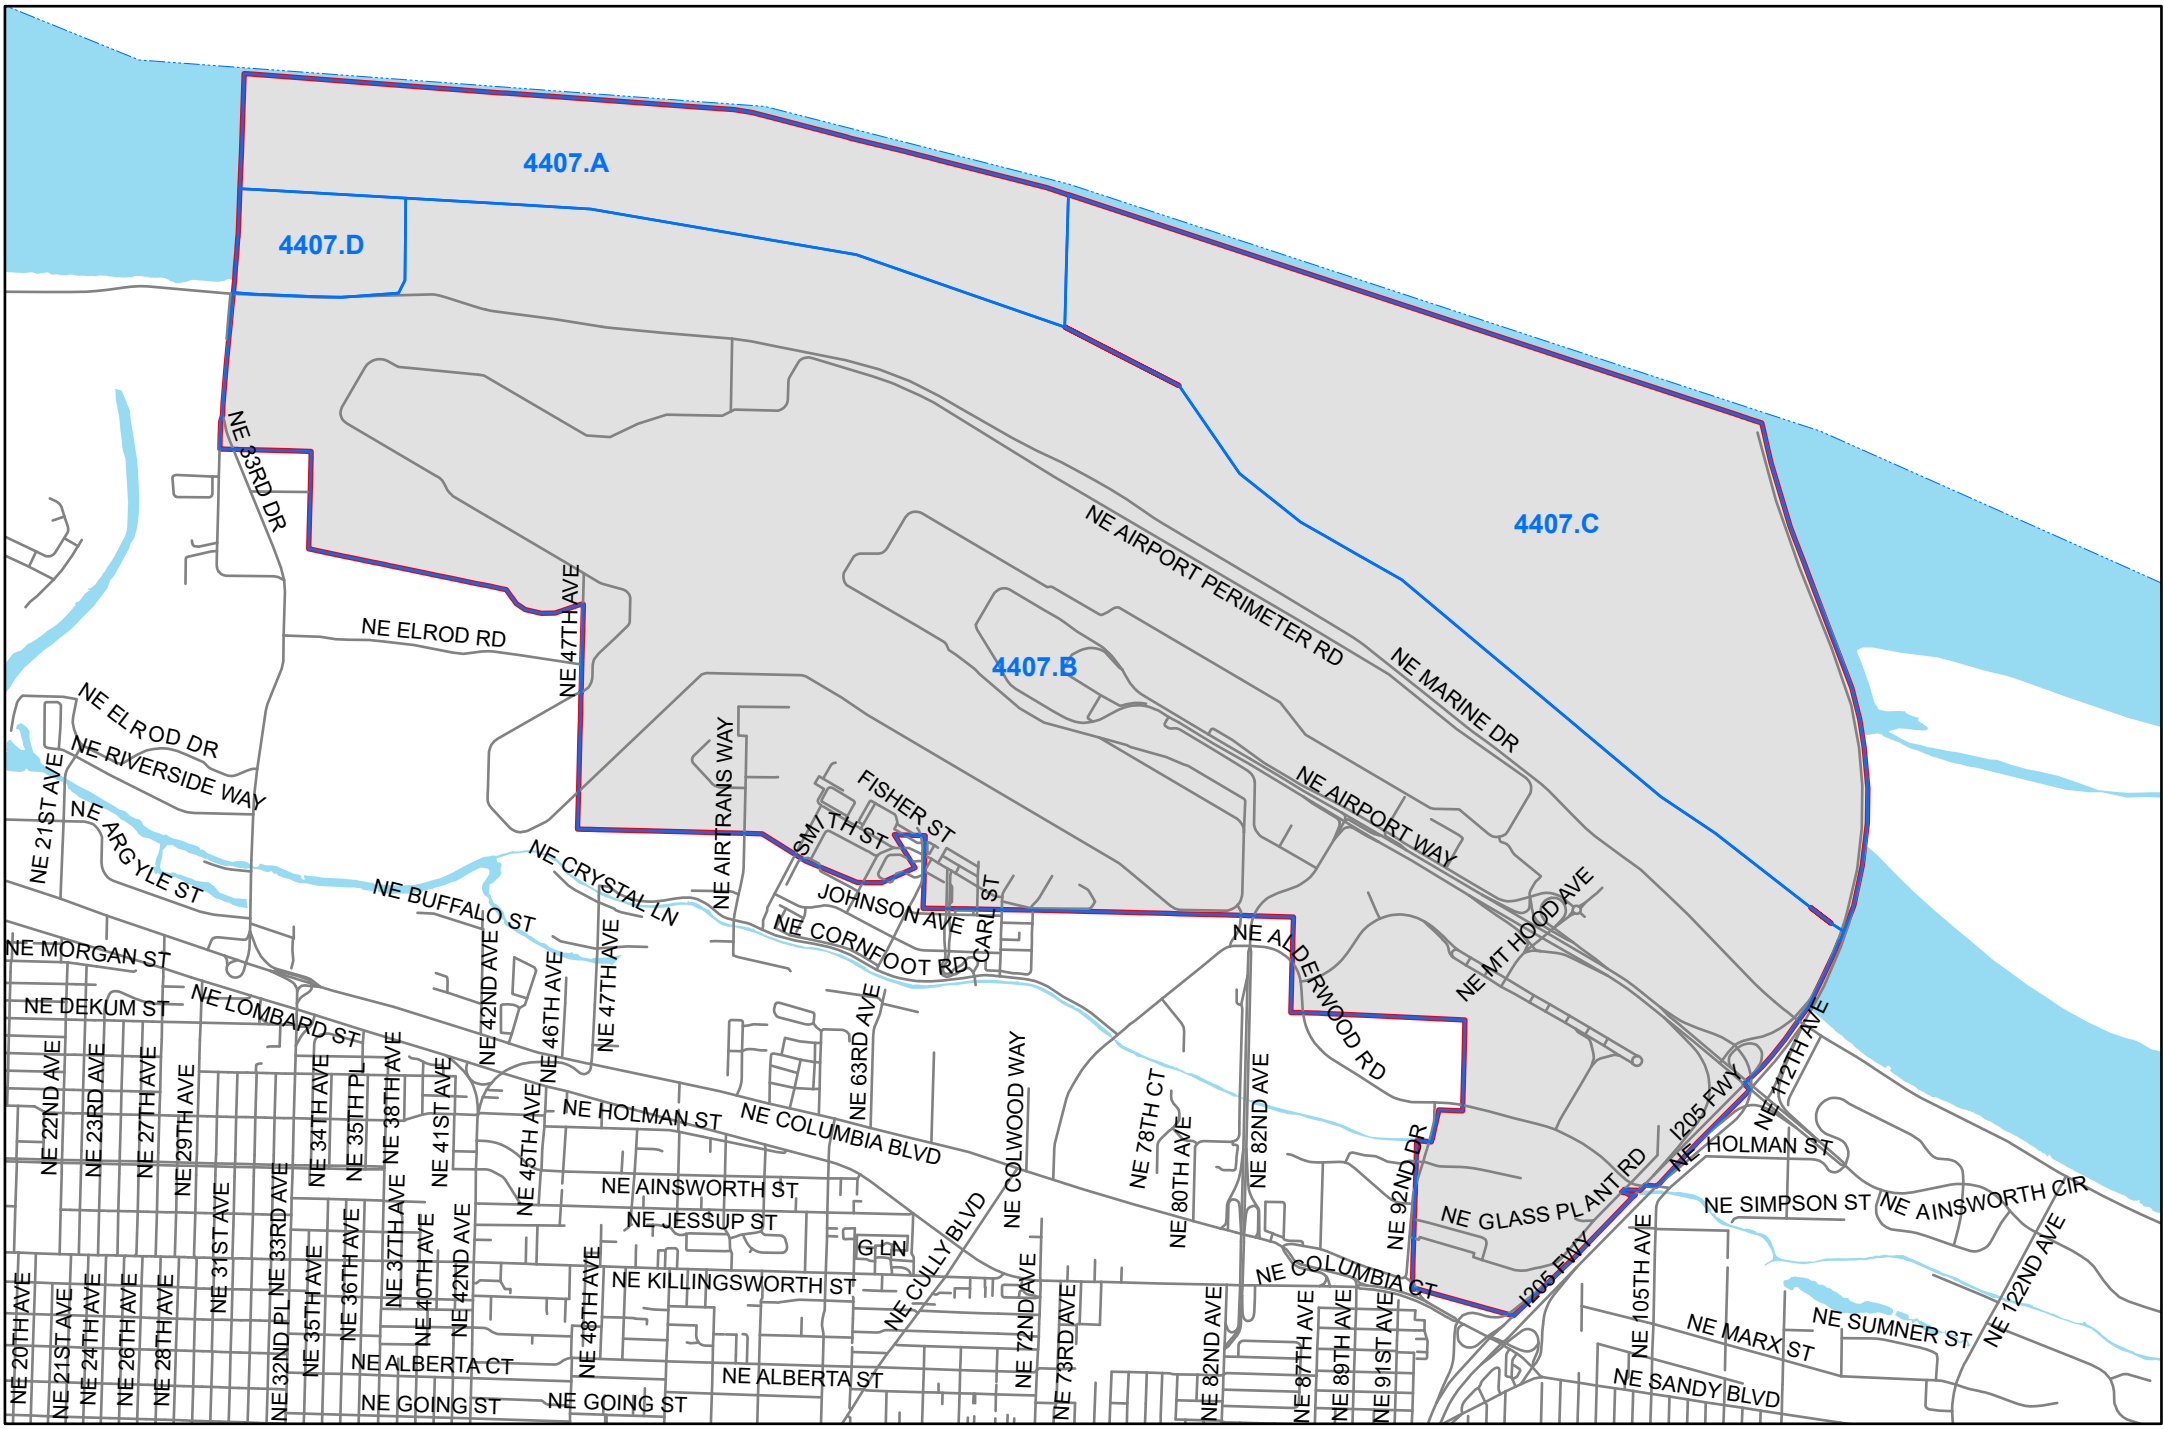 4407.A
4407.D
4407.C
4407.B
NE 33RD DR
NE AIRPORT PERIMETER RD
NE MARINE DR
NE 47TH AVE
NE ELROD RD
NE ELROD DR
NE RIVERSIDE WAY
NE 21ST AVE
NE ARGYLE ST
NE AIRTRANS WAY
FISHER ST
SM7TH ST
NE AIRPORT WAY
NE CRYSTAL LN
NE BUFFALO ST
JOHNSON AVE
CARL ST
NE CORNFOOT RD
NE ALDERWOOD RD
NE MT HOOD AVE
NE MORGAN ST
NE DEKUM ST
NE LOMBARD ST
NE 42ND AVE
NE 46TH AVE
NE 47TH AVE
NE 63RD AVE
NE COLWOOD WAY
NE 82ND AVE
NE 112TH AVE
I205 FWY
NE HOLMAN ST
NE 22ND AVE
NE 23RD AVE
NE 27TH AVE
NE 29TH AVE
NE 34TH AVE
NE 35TH PL
NE 38TH AVE
NE 41ST AVE
NE 45TH AVE
NE HOLMAN ST
NE COLUMBIA BLVD
NE 78TH CT
NE 80TH AVE
NE 92ND DR
NE GLASS PLANT RD
NE SIMPSON ST
NE AINSWORTH CIR
NE AINSWORTH ST
NE JESSUP ST
G LN
NE CULLY BLVD
NE 31ST AVE
NE 33RD AVE
NE 32ND PL
NE 35TH AVE
NE 36TH AVE
NE 37TH AVE
NE 40TH AVE
NE 42ND AVE
NE 48TH AVE
NE KILLINGSWORTH ST
NE COLUMBIA CT
I205 FWY
NE 105TH AVE
NE 122ND AVE
NE 20TH AVE
NE 21ST AVE
NE 24TH AVE
NE 26TH AVE
NE 28TH AVE
NE 72ND AVE
NE 73RD AVE
NE 82ND AVE
NE 87TH AVE
NE 89TH AVE
NE 91ST AVE
NE MARX ST
NE SUMNER ST
NE ALBERTA CT
NE ALBERTA ST
NE GOING ST
NE GOING ST
NE SANDY BLVD